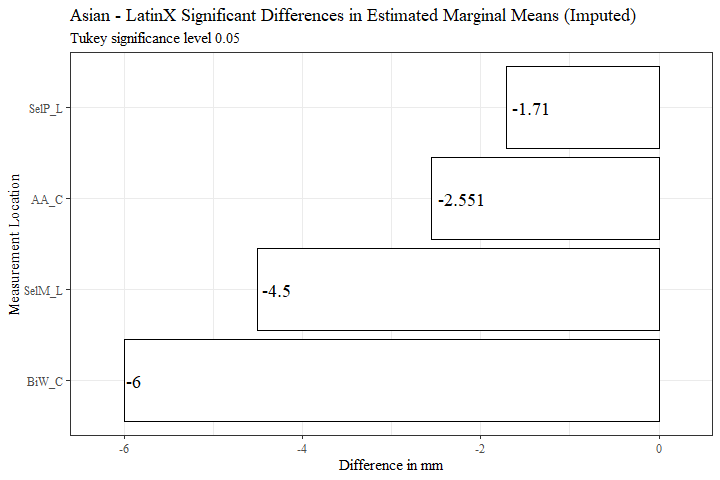 Asian - LatinX Significant Differences in Estimated Marginal Means (Imputed)
Tukey significance level 0.05
Measurement Location
SelP_L
-1.71
AA_C
-2.551
SelM_L
-4.5
BiW_C
-6
-6 -4 -2 0
Difference in mm